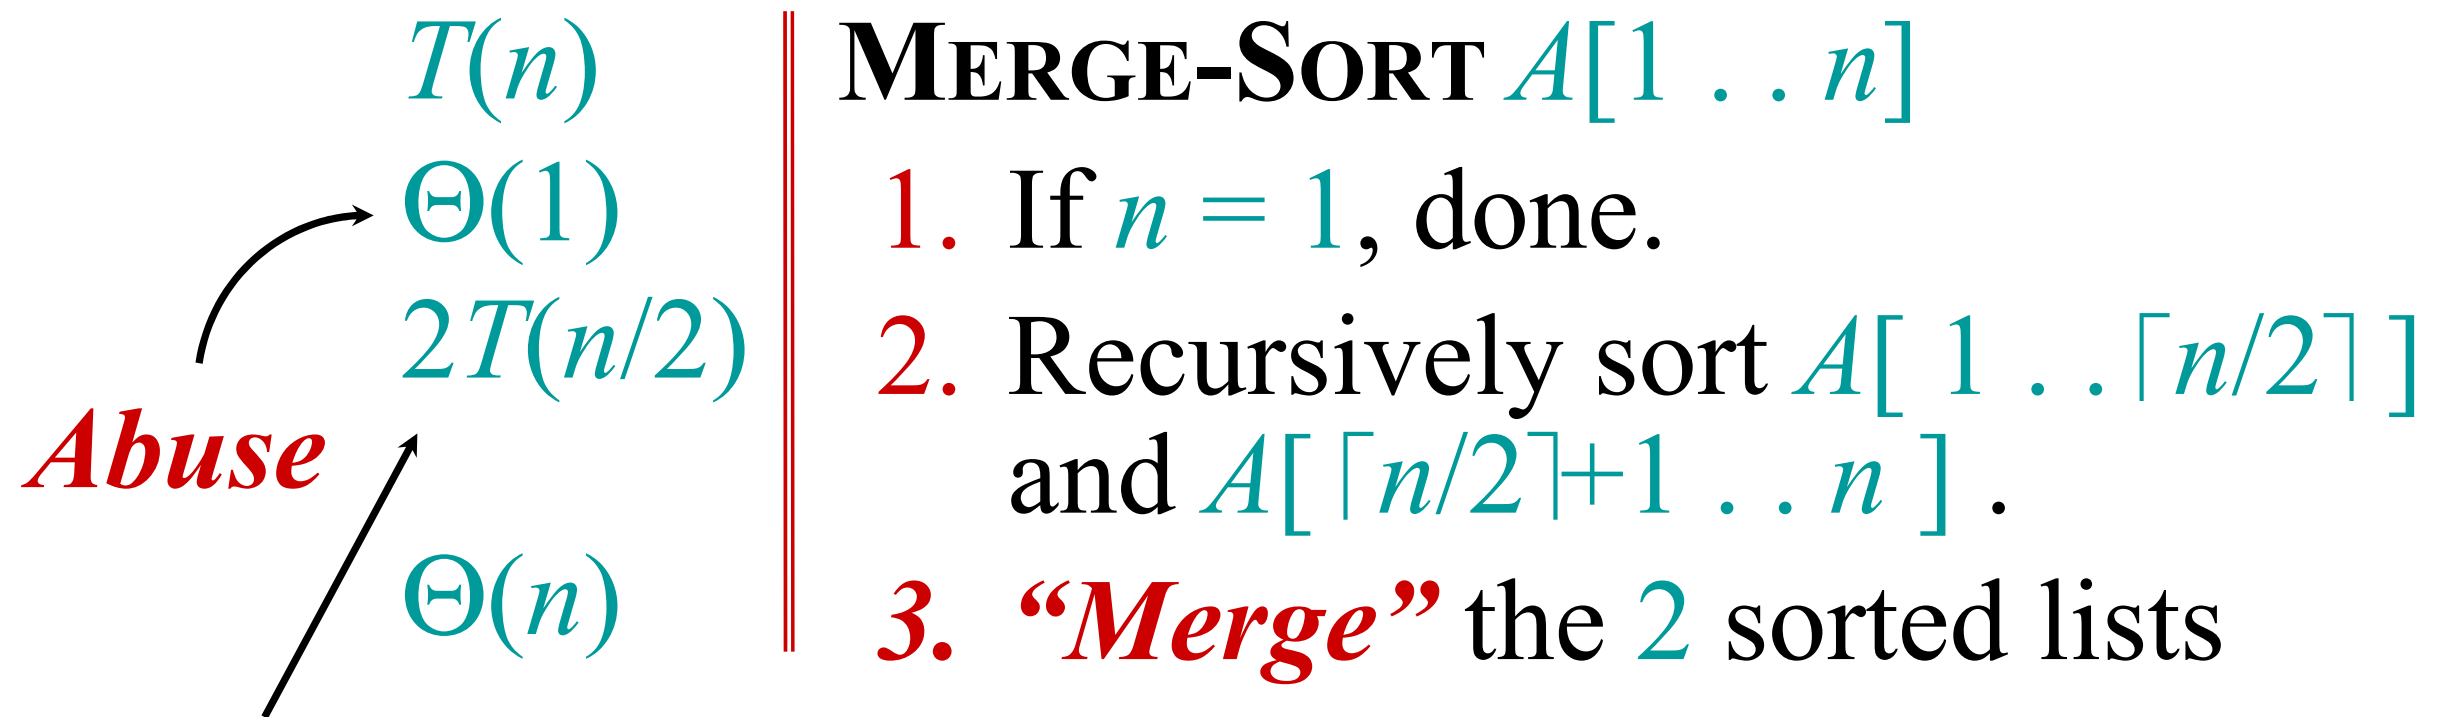 T(n) MERGE-SORT A[1 . . n]
Θ(1) 1. If n = 1, done.
2T(n/2) 2. Recursively sort A[ 1 . . ⌈n/2⌉ ]
Abuse and A[ ⌈n/2⌉+1 . . n ] .
Θ(n) 3. “Merge” the 2 sorted lists